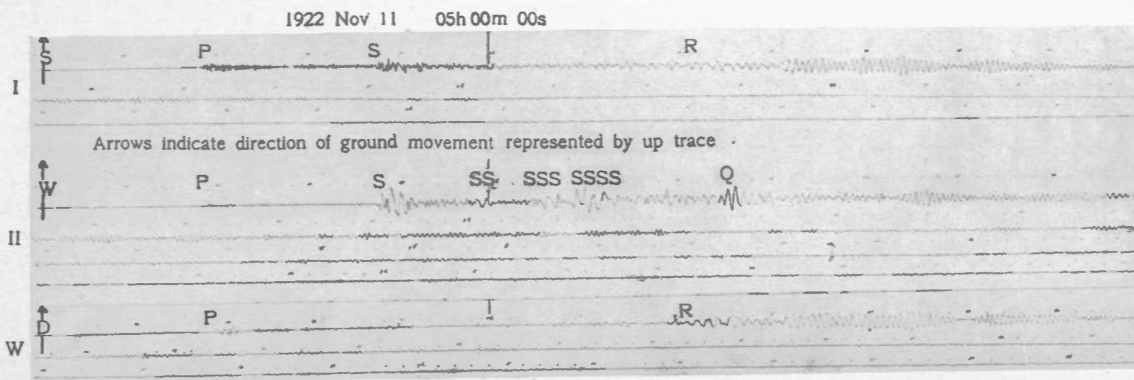 1922 Nov 11 05h 00m 00s
S P S R
I
Arrows indicate direction of ground movement represented by up trace
W P S SS SSS SSSS Q
II
D P R
W